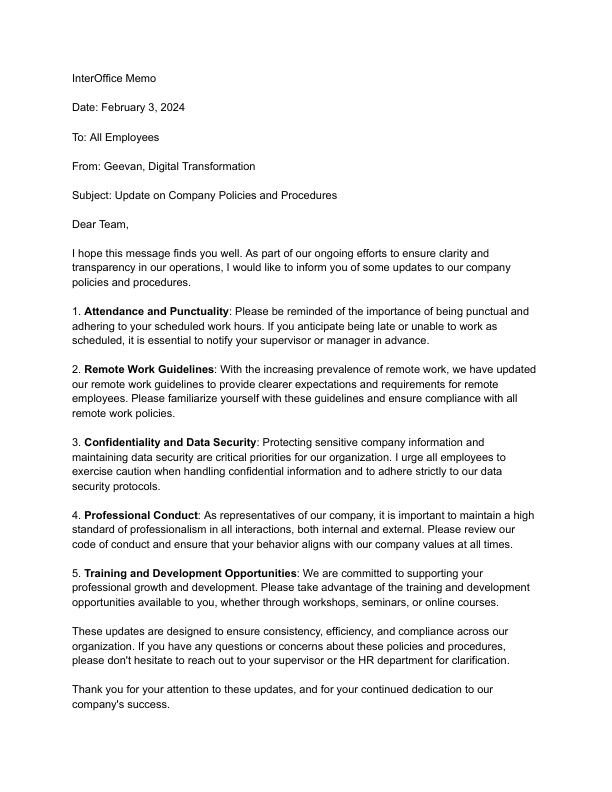 InterOffice Memo
Date: February 3, 2024
To: All Employees
From: Geevan, Digital Transformation
Subject: Update on Company Policies and Procedures
Dear Team,
I hope this message finds you well. As part of our ongoing efforts to ensure clarity and
transparency in our operations, I would like to inform you of some updates to our company
policies and procedures.
1. Attendance and Punctuality: Please be reminded of the importance of being punctual and
adhering to your scheduled work hours. If you anticipate being late or unable to work as
scheduled, it is essential to notify your supervisor or manager in advance.
2. Remote Work Guidelines: With the increasing prevalence of remote work, we have updated
our remote work guidelines to provide clearer expectations and requirements for remote
employees. Please familiarize yourself with these guidelines and ensure compliance with all
remote work policies.
3. Confidentiality and Data Security: Protecting sensitive company information and
maintaining data security are critical priorities for our organization. I urge all employees to
exercise caution when handling confidential information and to adhere strictly to our data
security protocols.
4. Professional Conduct: As representatives of our company, it is important to maintain a high
standard of professionalism in all interactions, both internal and external. Please review our
code of conduct and ensure that your behavior aligns with our company values at all times.
5. Training and Development Opportunities: We are committed to supporting your
professional growth and development. Please take advantage of the training and development
opportunities available to you, whether through workshops, seminars, or online courses.
These updates are designed to ensure consistency, efficiency, and compliance across our
organization. If you have any questions or concerns about these policies and procedures,
please don't hesitate to reach out to your supervisor or the HR department for clarification.
Thank you for your attention to these updates, and for your continued dedication to our
company's success.